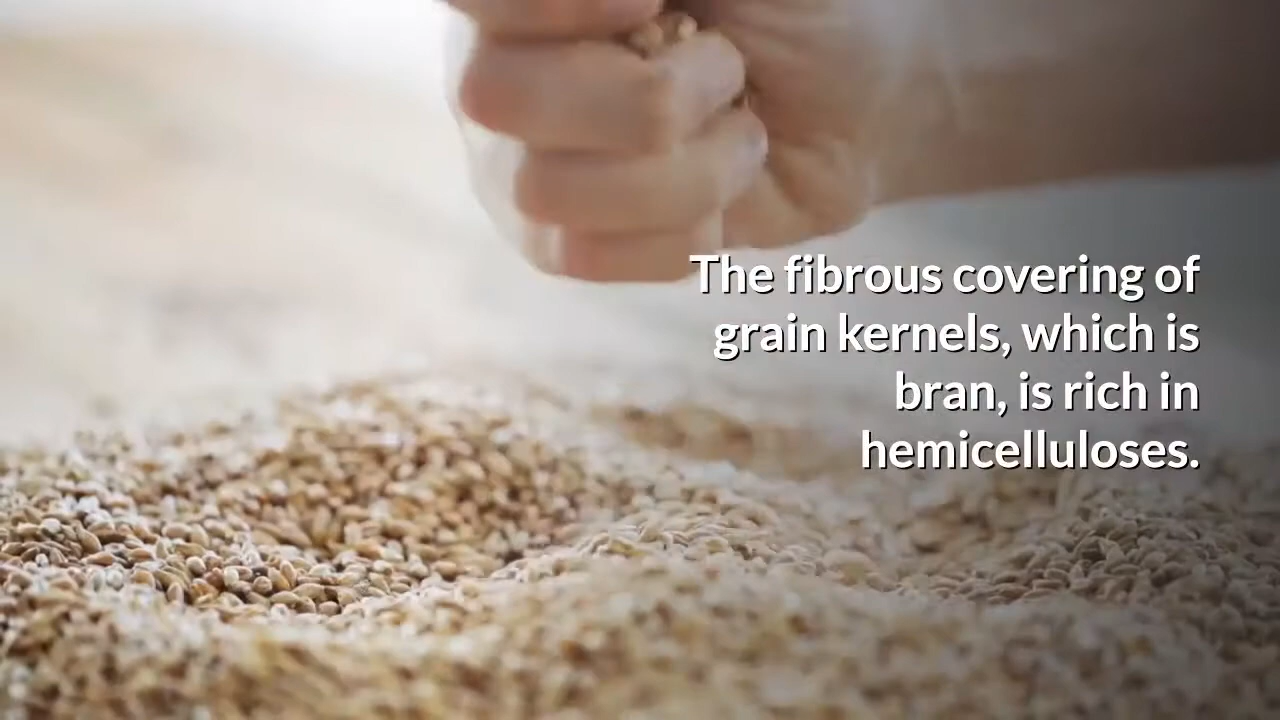 The fibrous covering of
grain kernels, which is
bran, is rich in
hemicelluloses.